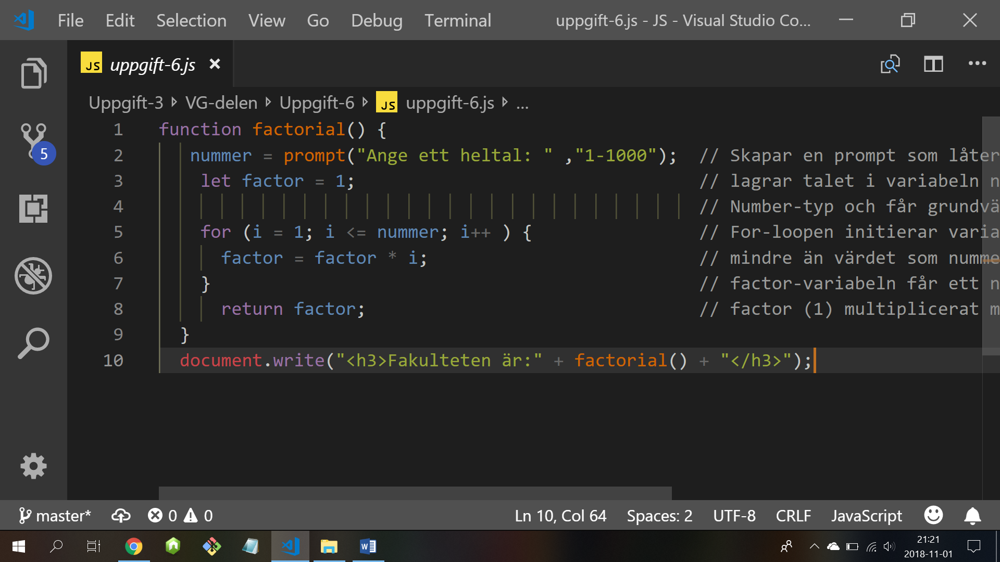 File Edit Selection View Go Debug Terminal uppgift-6.js - JS - Visual Studio Co...
JS uppgift-6.js
Uppgift-3 VG-delen Uppgift-6 JS uppgift-6.js ...
1 function factorial() {
2 nummer = prompt("Ange ett heltal: " ,"1-1000"); // Skapar en prompt som låter
3 let factor = 1; // lagrar talet i variabeln n
4 // Number-typ och får grundvä
5 for (i = 1; i <= nummer; i++ ) { // For-loopen initierar varia
6 factor = factor * i; // mindre än värdet som numme
7 } // factor-variabeln får ett n
8 return factor; // factor (1) multiplicerat m
9 }
10 document.write("<h3>Fakulteten är:" + factorial() + "</h3>");
5
master* 0 0 Ln 10, Col 64 Spaces: 2 UTF-8 CRLF JavaScript
21:21
2018-11-01